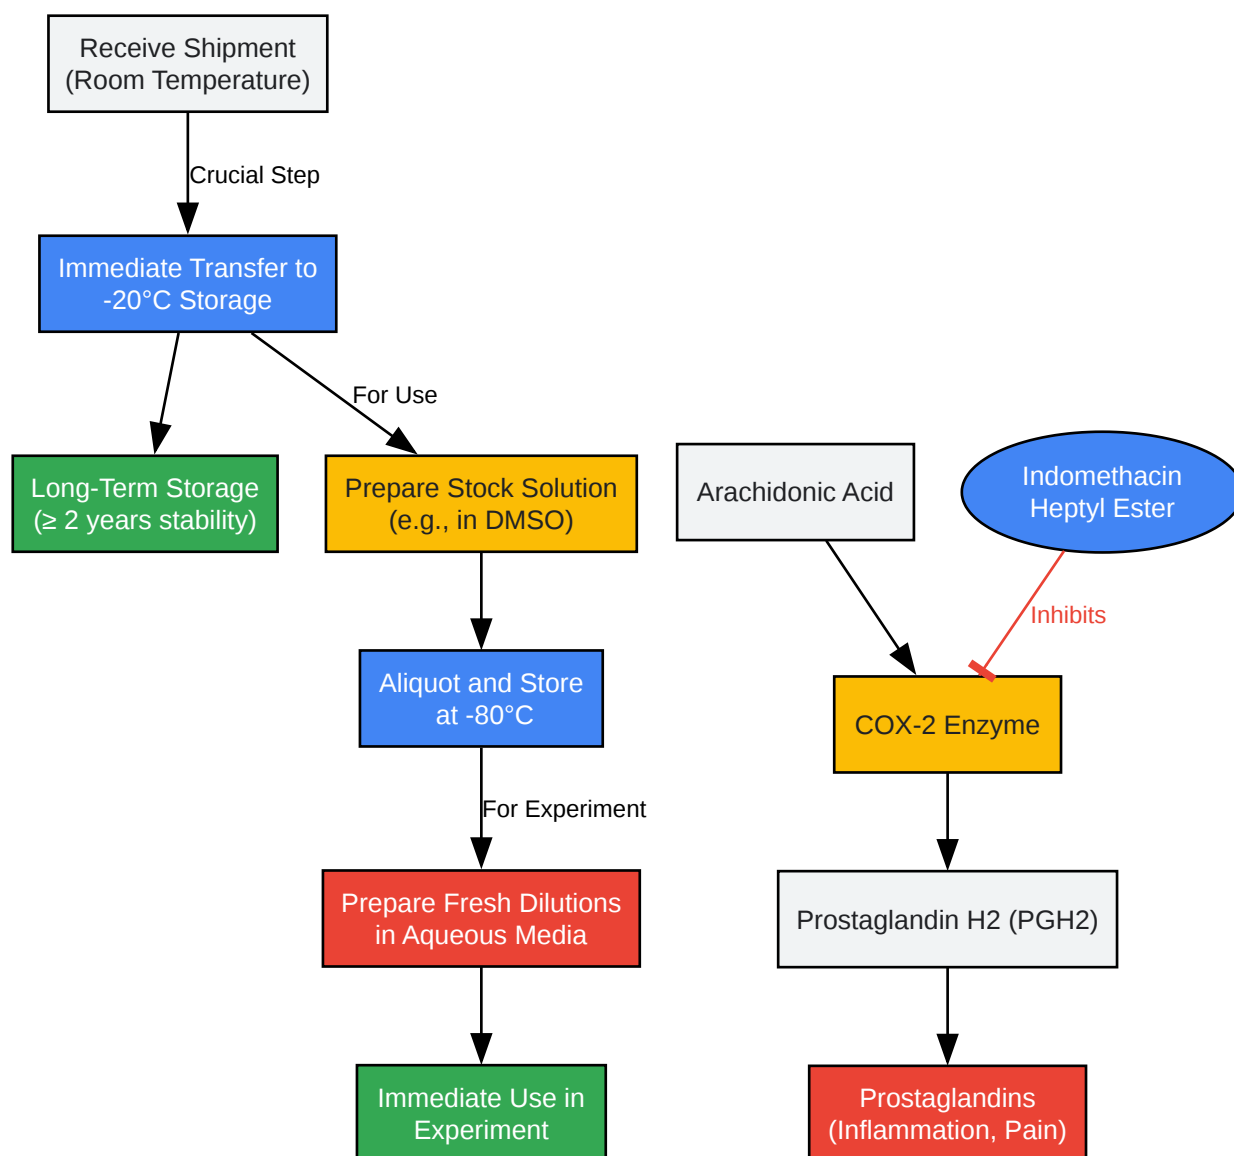 Receive Shipment
(Room Temperature)
Crucial Step
Immediate Transfer to
-20°C Storage
For Use
Long-Term Storage
(≥ 2 years stability)
Prepare Stock Solution
(e.g., in DMSO)
Aliquot and Store
at -80°C
For Experiment
Prepare Fresh Dilutions
in Aqueous Media
Immediate Use in
Experiment
Arachidonic Acid
Indomethacin
Heptyl Ester
Inhibits
COX-2 Enzyme
Prostaglandin H2 (PGH2)
Prostaglandins
(Inflammation, Pain)